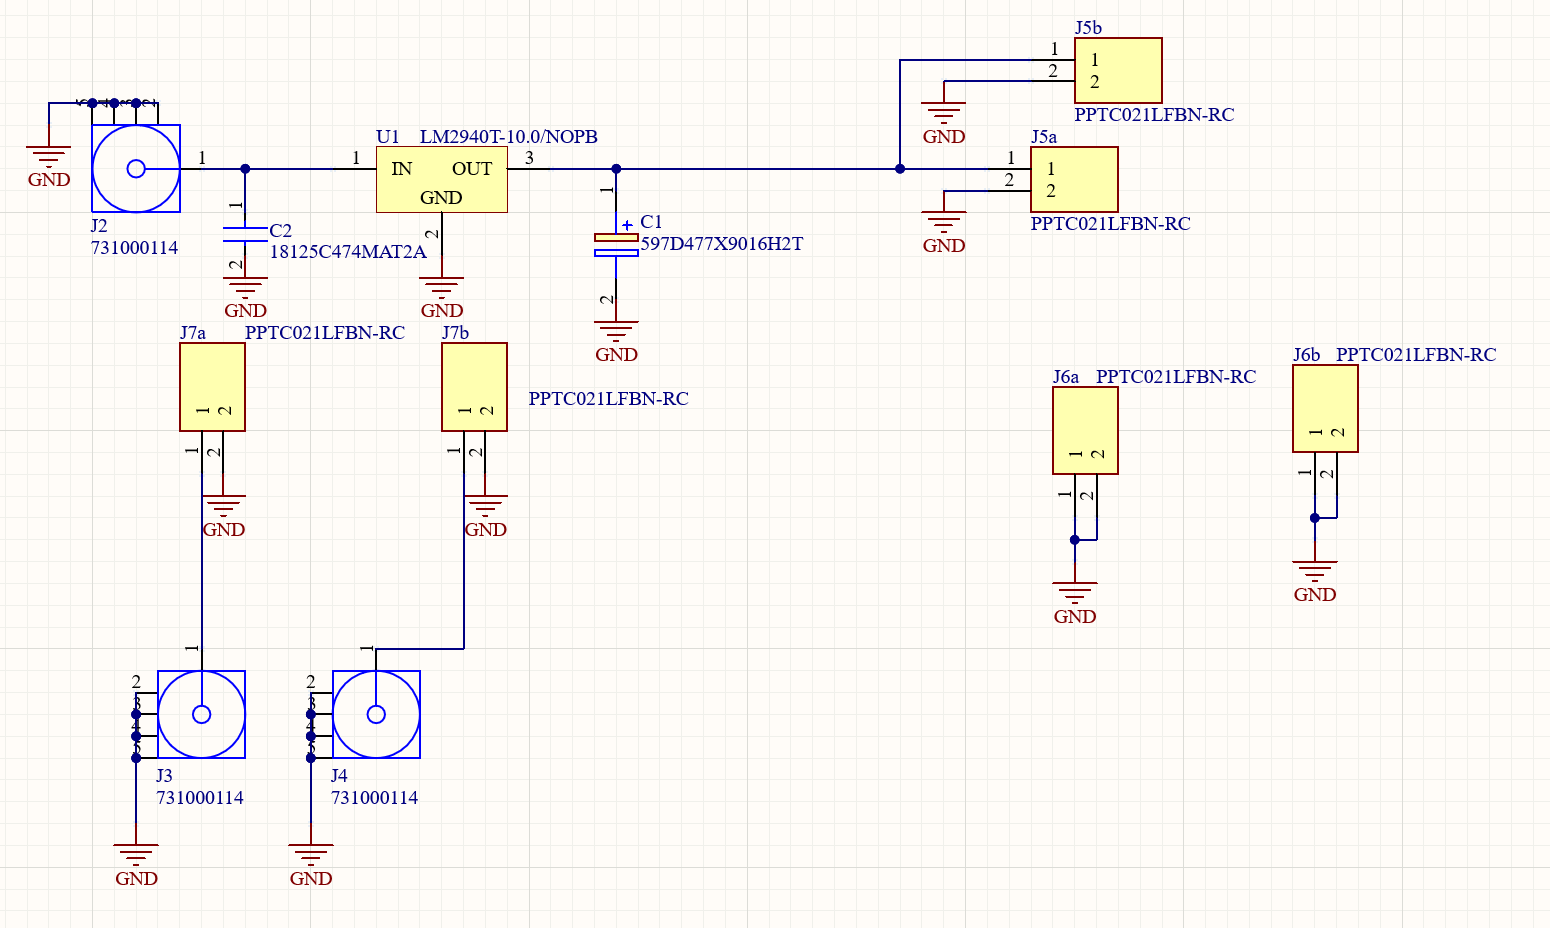 J5b
1
2
1
2
PPTC021LFBN-RC
GND
5 4 3 2
1
J2
731000114
GND
U1 LM2940T-10.0/NOPB
1
IN OUT
GND
3
2
GND
1
C2
18125C474MAT2A
2
GND
1
+ C1
597D477X9016H2T
2
GND
J5a
1
2
1
2
PPTC021LFBN-RC
GND
J7a PPTC021LFBN-RC
1 2
1 2
GND
J7b
PPTC021LFBN-RC
1 2
1 2
GND
J6a PPTC021LFBN-RC
1 2
1 2
GND
J6b PPTC021LFBN-RC
1 2
1 2
GND
1
2
3
4
5
J3
731000114
GND
1
2
3
4
5
J4
731000114
GND